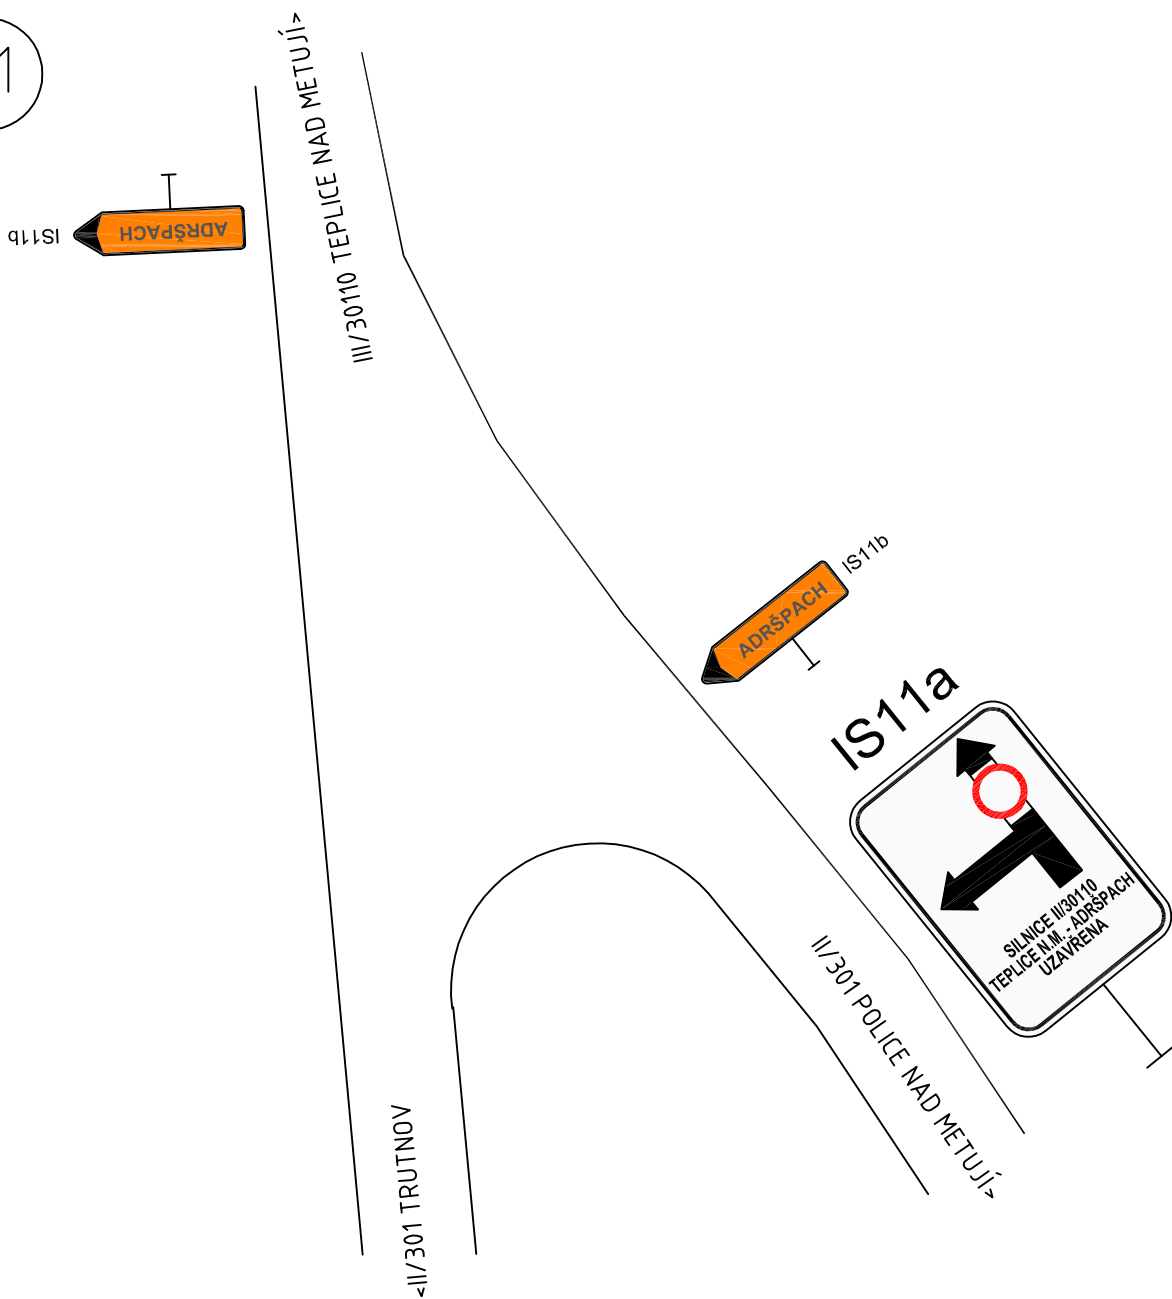 1
III/30110 TEPLICE NAD METUJÍ>
ADRŠPACH
IS11b
ADRŠPACH
IS11b
IS11a
SILNICE II/30110
TEPLICE N.M. - ADRŠPACH
UZAVŘENA
II/301 POLICE NAD METUJÍ>
<II/301 TRUTNOV